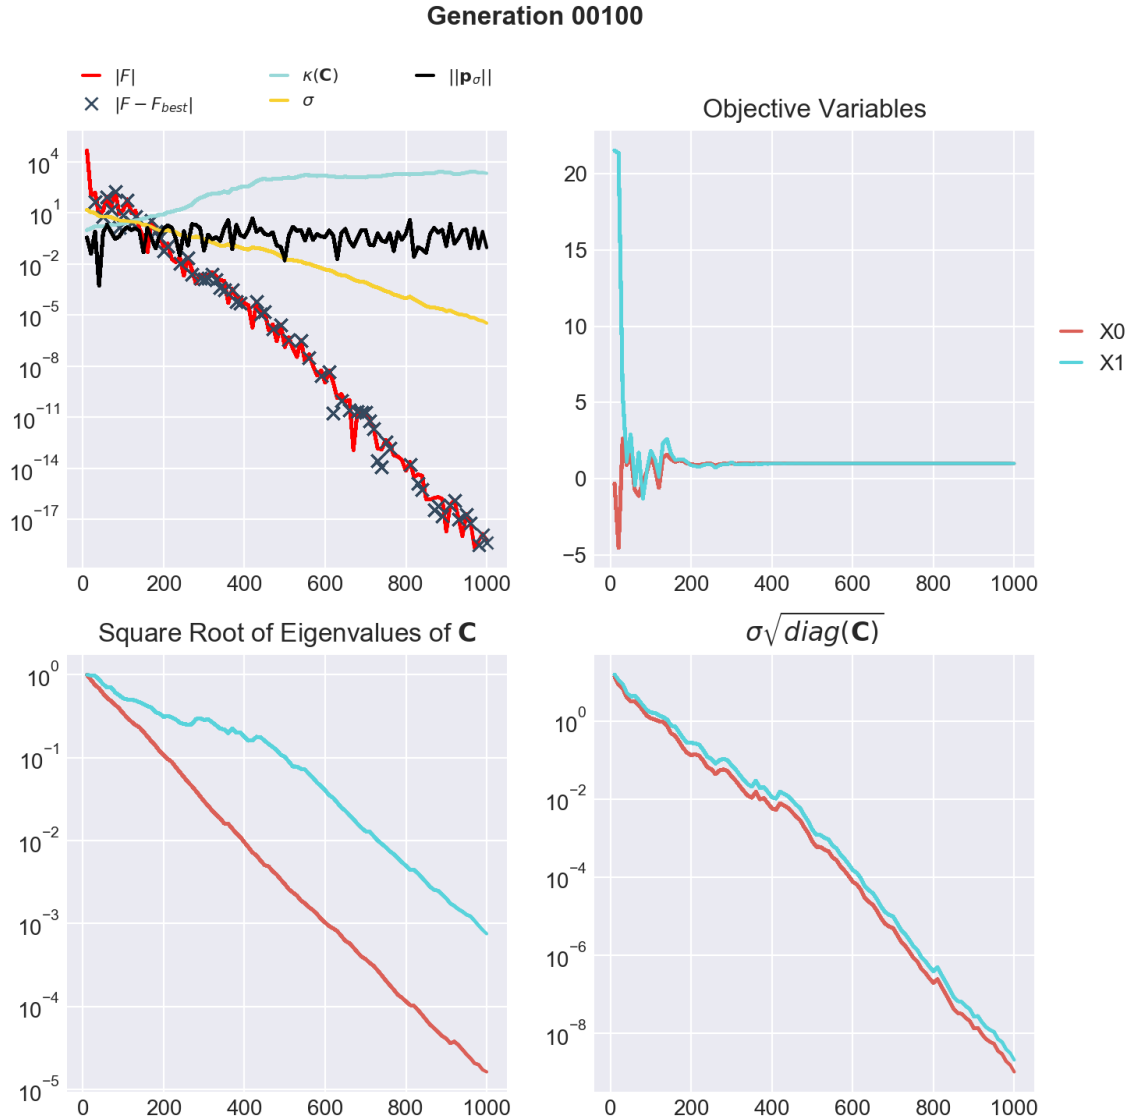 Generation 00100
|F|
κ(C)
||p_σ||
|F − F_best|
σ
10^4
10^1
10^−2
10^−5
10^−8
10^−11
10^−14
10^−17
0 200 400 600 800 1000
Objective Variables
20
15
10
5
0
−5
0 200 400 600 800 1000
X0
X1
Square Root of Eigenvalues of C
10^0
10^−1
10^−2
10^−3
10^−4
10^−5
0 200 400 600 800 1000
σ√diag(C)
10^0
10^−2
10^−4
10^−6
10^−8
0 200 400 600 800 1000